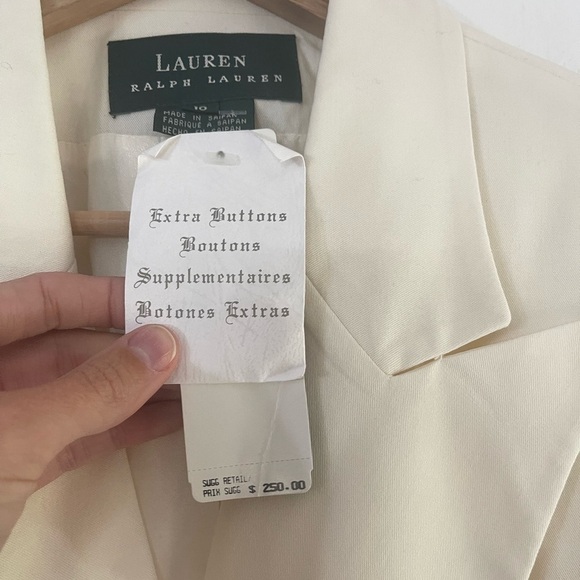 LAUREN
RALPH LAUREN
10
MADE IN SAIPAN
FABRIQUÉ A SAIPAN
HECHO EN SAIPAN
Extra Buttons
Boutons
Supplementaires
Botones Extras
SUGG RETAIL/
PRIX SUGG $ 250.00